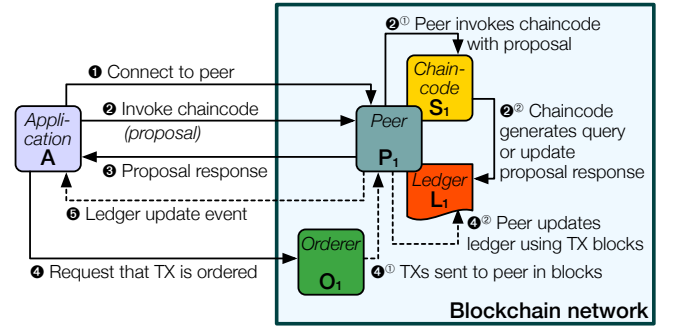 ❷① Peer invokes chaincode
with proposal
❶ Connect to peer
Chain-
code
S1
❷ Invoke chaincode
(proposal)
Appli-
cation
A
Peer
P1
❷② Chaincode
generates query
or update
proposal response
❸ Proposal response
Ledger
L1
❺ Ledger update event
❹② Peer updates
ledger using TX blocks
Orderer
O1
❹ Request that TX is ordered
❹① TXs sent to peer in blocks
Blockchain network